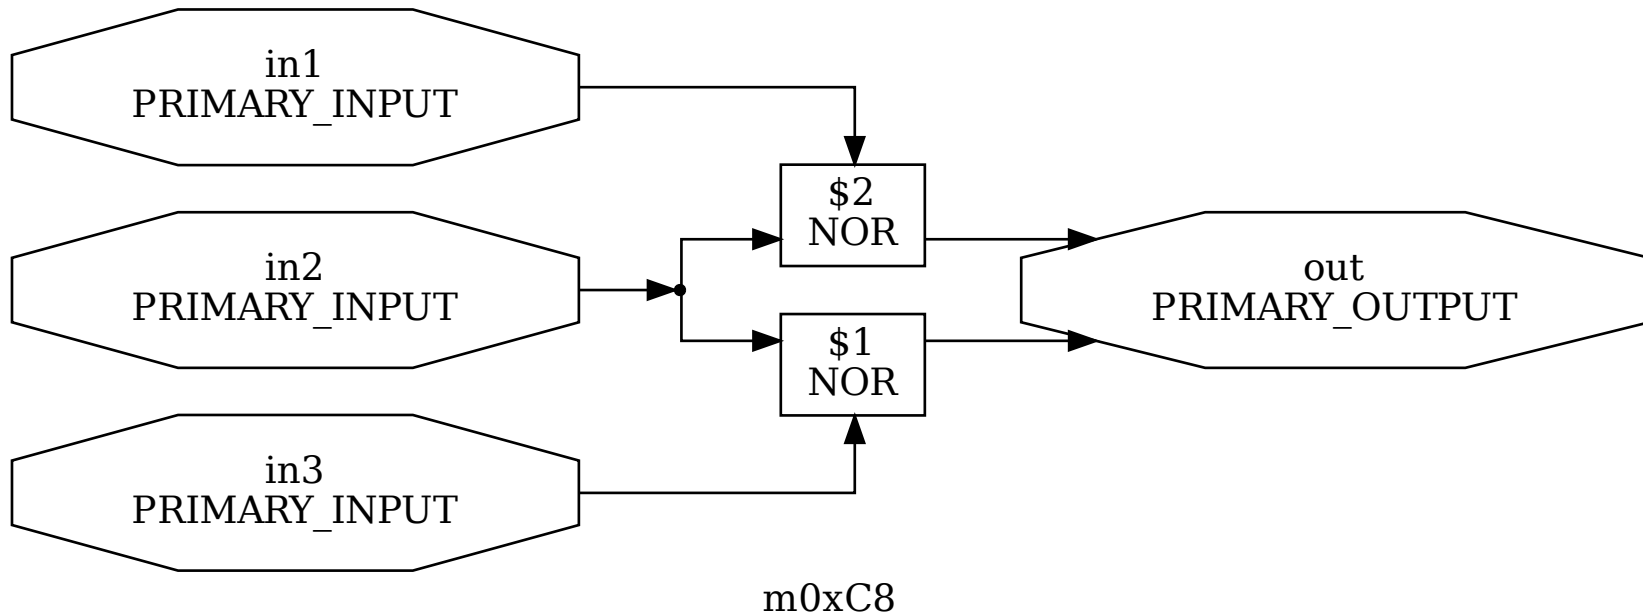 in1
PRIMARY_INPUT
$2
NOR
in2
PRIMARY_INPUT
out
PRIMARY_OUTPUT
$1
NOR
in3
PRIMARY_INPUT
m0xC8